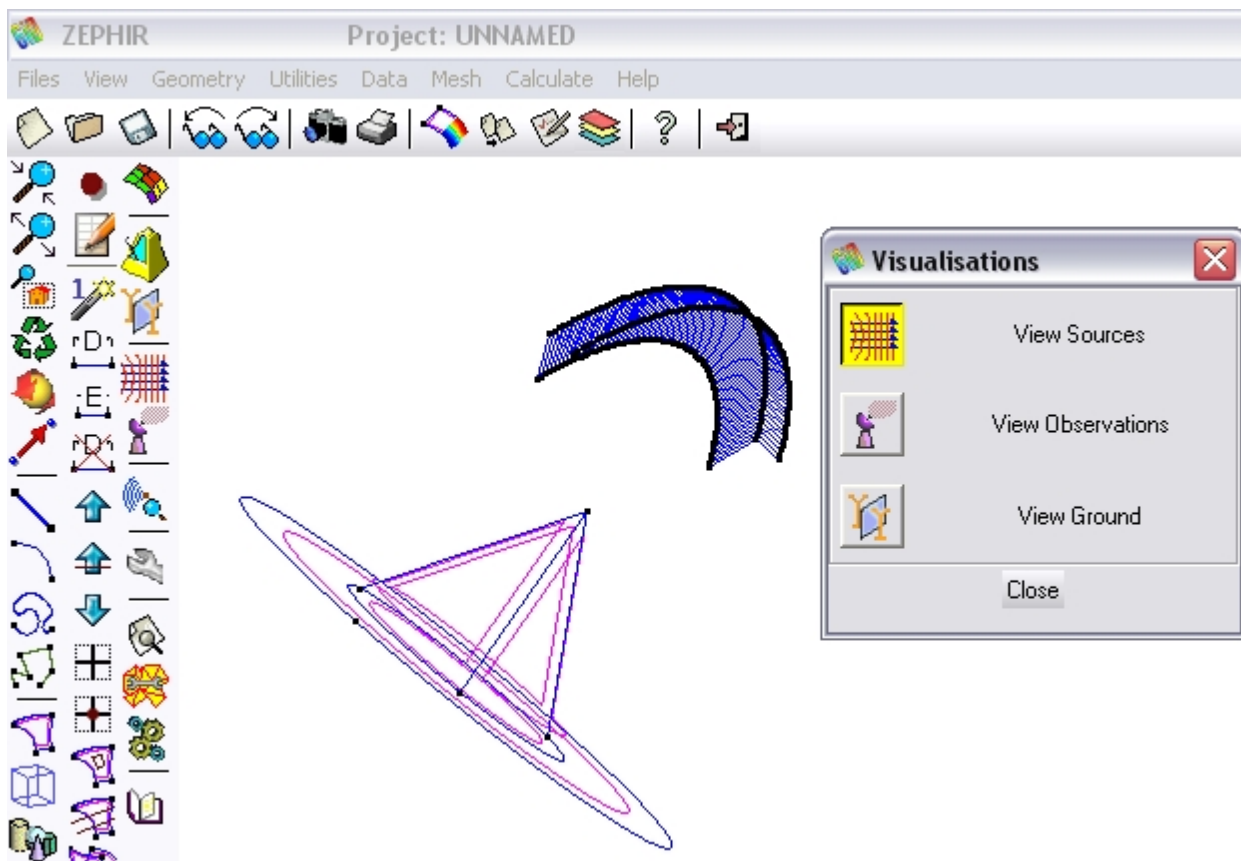 ZEPHIR Project: UNNAMED
Files View Geometry Utilities Data Mesh Calculate Help
?
1
D
E
D
Visualisations
View Sources
View Observations
View Ground
Close